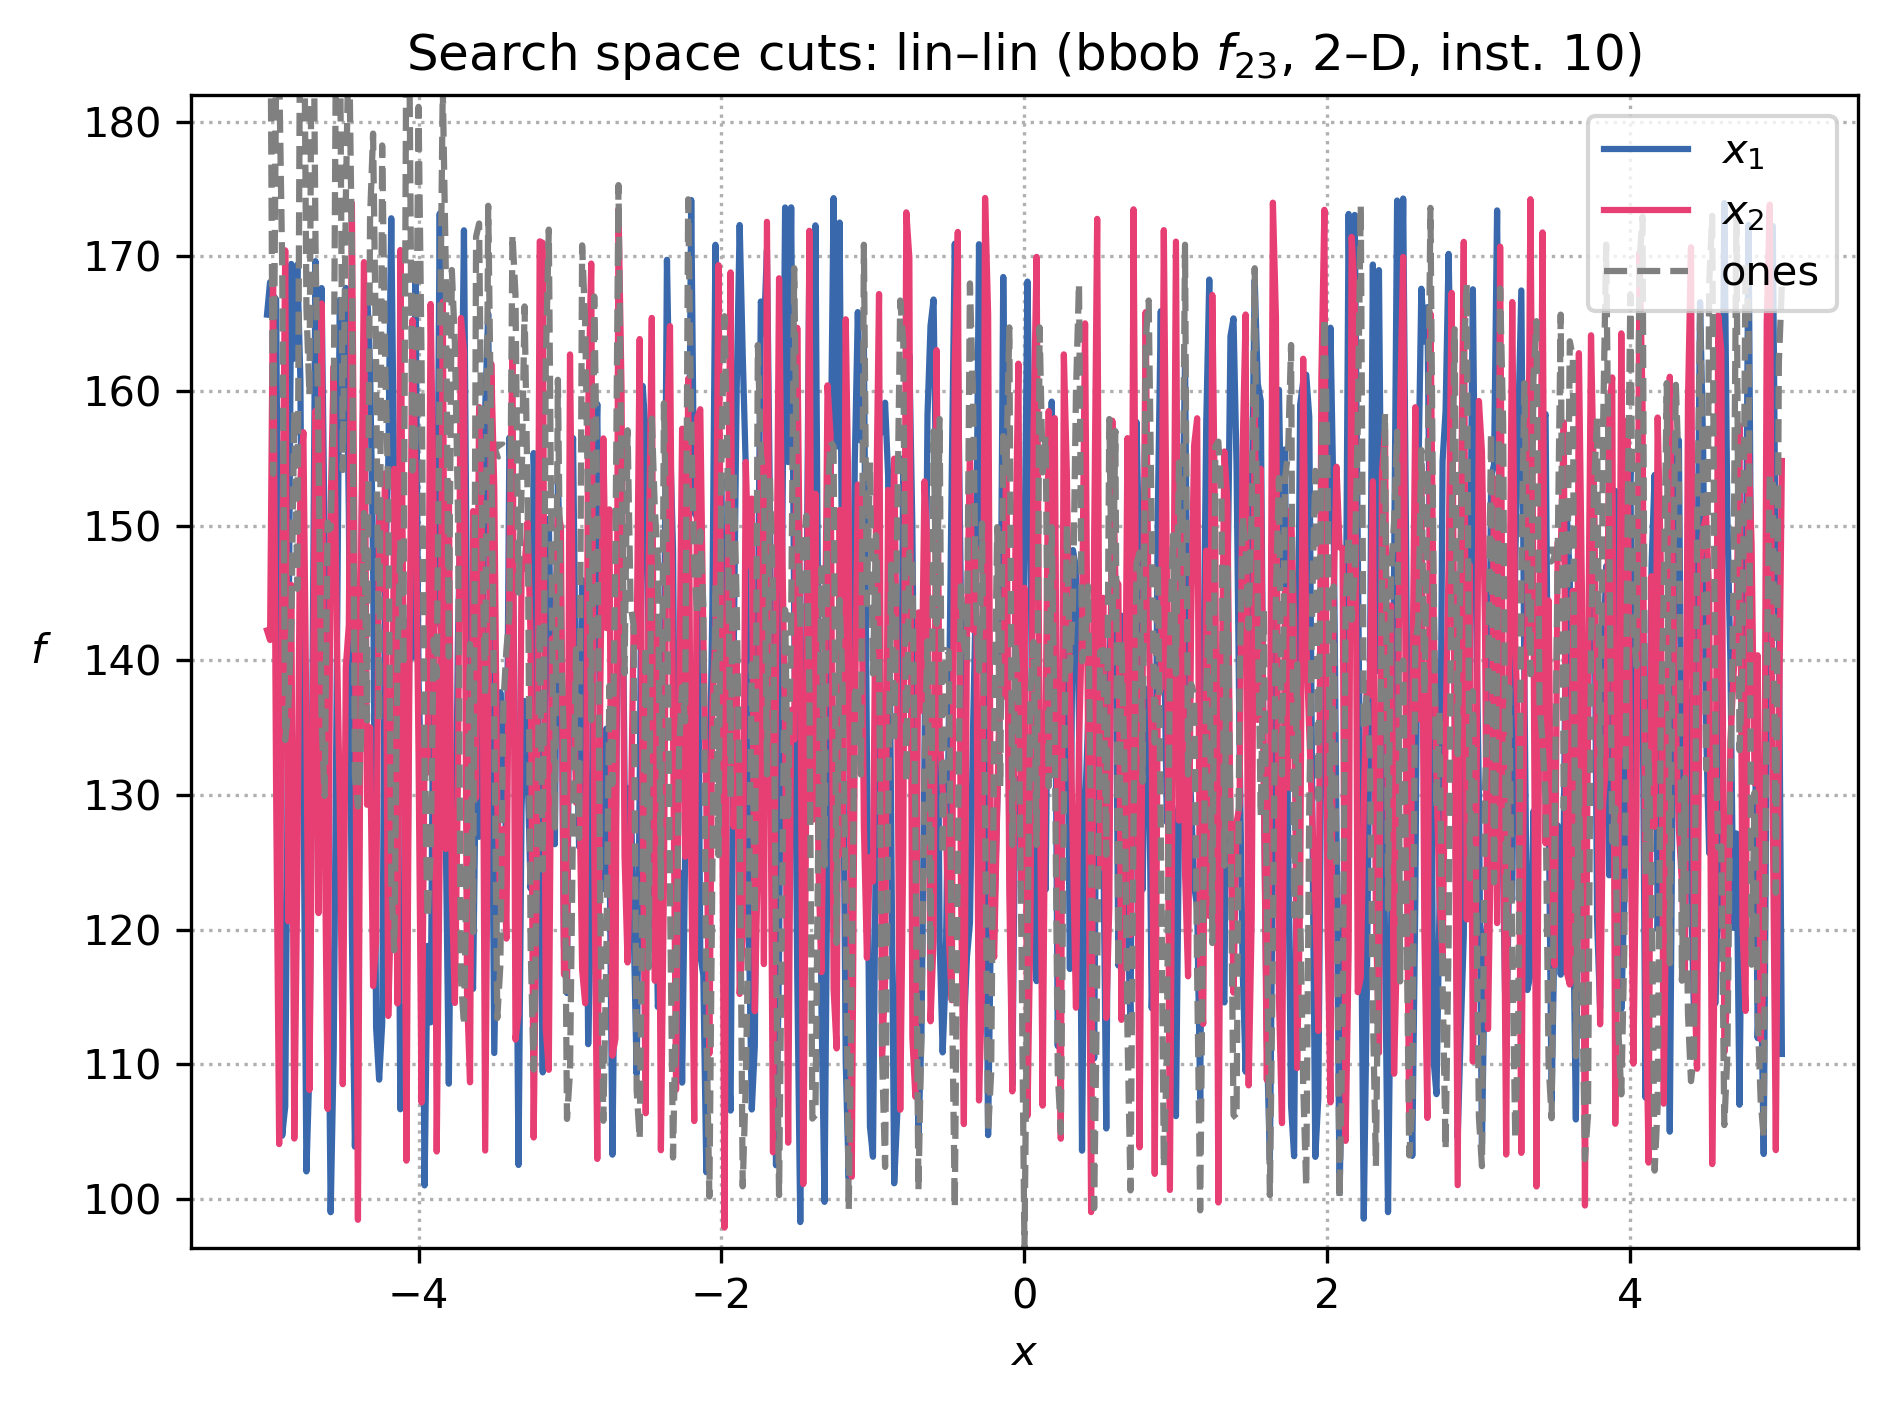 Search space cuts: lin–lin (bbob f₂₃, 2–D, inst. 10)
x₁
x₂
ones
180
170
160
150
140
130
120
110
100
f
−4 −2 0 2 4
x